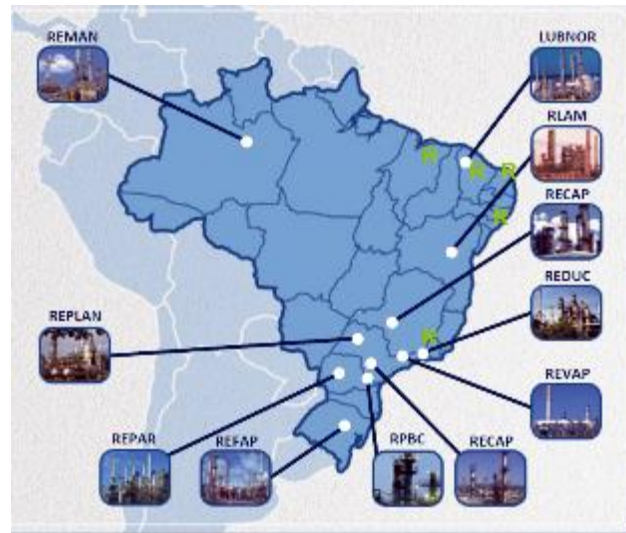 REMAN
LUBNOR
RLAM
R
R
R
RECAP
R
REDUC
REPLAN
R
REVAP
REPAR
REFAP
RPBC
RECAP